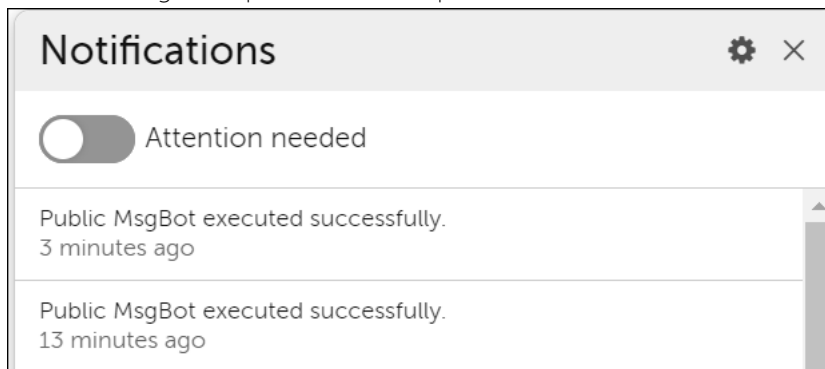 Notifications
Attention needed
Public MsgBot executed successfully.
3 minutes ago
Public MsgBot executed successfully.
13 minutes ago